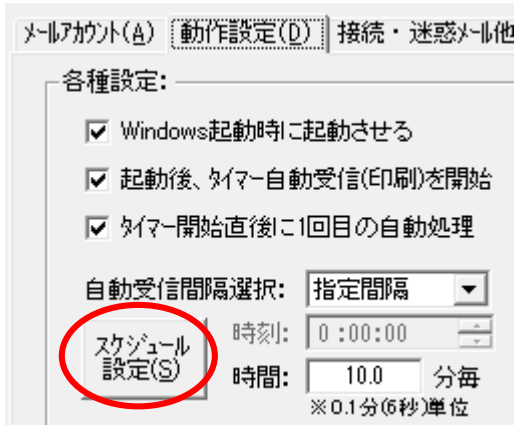 メールアカウント(A) 動作設定(D) 接続・迷惑メール他
各種設定:
Windows起動時に起動させる
起動後、タイマー自動受信(印刷)を開始
タイマー開始直後に1回目の自動処理
自動受信間隔選択: 指定間隔
スケジュール
設定(S)
時刻: 0:00:00
時間: 10.0 分毎
※0.1分(6秒)単位